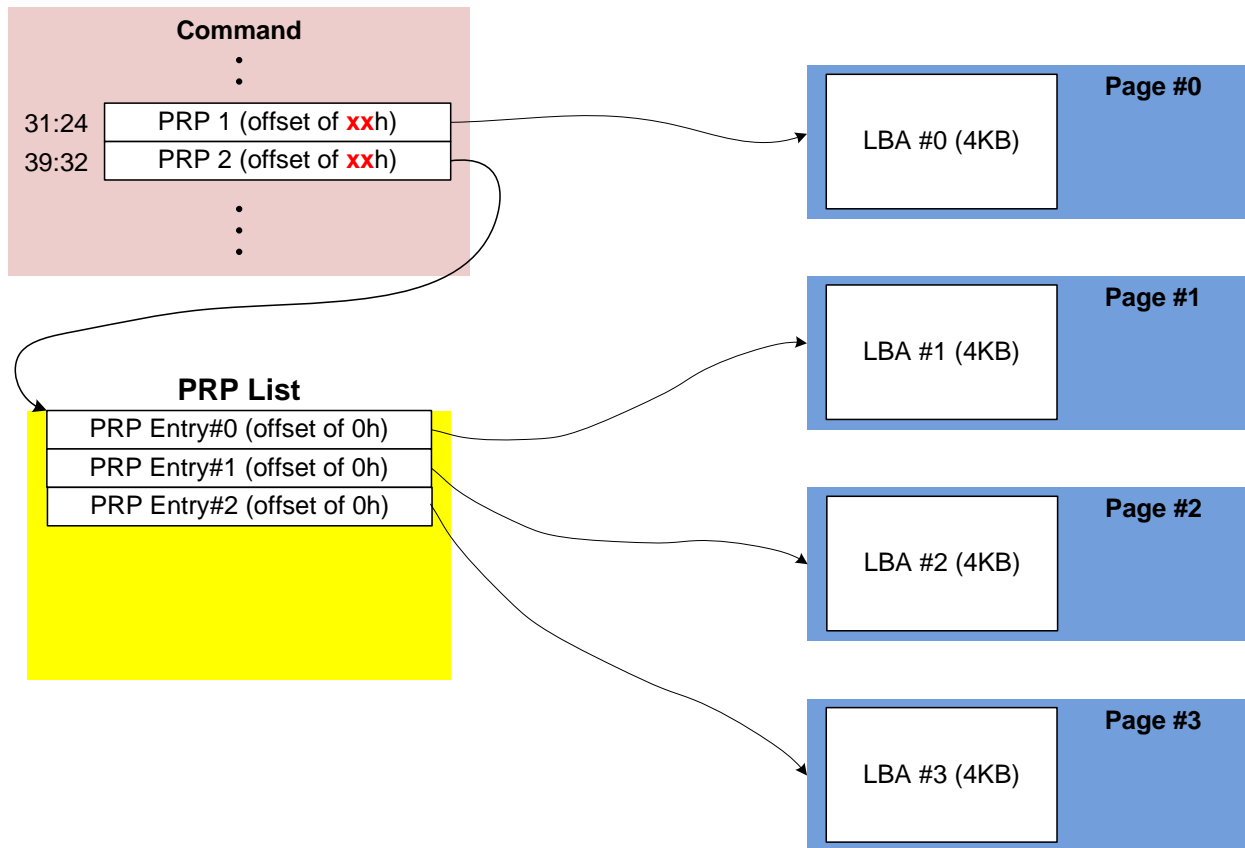 Command
31:24 PRP 1 (offset of xxh)
39:32 PRP 2 (offset of xxh)
PRP List
PRP Entry#0 (offset of 0h)
PRP Entry#1 (offset of 0h)
PRP Entry#2 (offset of 0h)
Page #0
LBA #0 (4KB)
Page #1
LBA #1 (4KB)
Page #2
LBA #2 (4KB)
Page #3
LBA #3 (4KB)